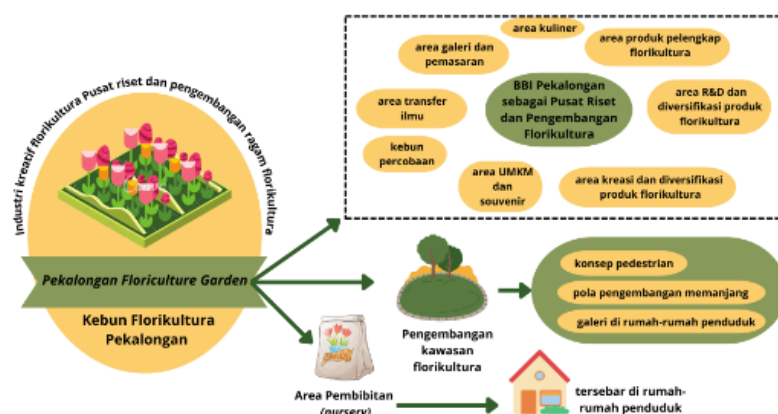 Industri kreatif florikultura Pusat riset dan pengembangan ragam florikultura
Pekalongan Floriculture Garden
Kebun Florikultura
Pekalongan
area kuliner
area galeri dan
pemasaran
area produk pelengkap
florikultura
BBI Pekalongan
sebagai Pusat Riset
dan Pengembangan
Florikultura
area transfer
ilmu
area R&D dan
diversifikasi produk
florikultura
kebun
percobaan
area UMKM
dan
souvenir
area kreasi dan diversifikasi
produk florikultura
Pengembangan
kawasan
florikultura
konsep pedestrian
pola pengembangan memanjang
galeri di rumah-rumah penduduk
Area Pembibitan
(nursery)
tersebar di rumah-
rumah penduduk